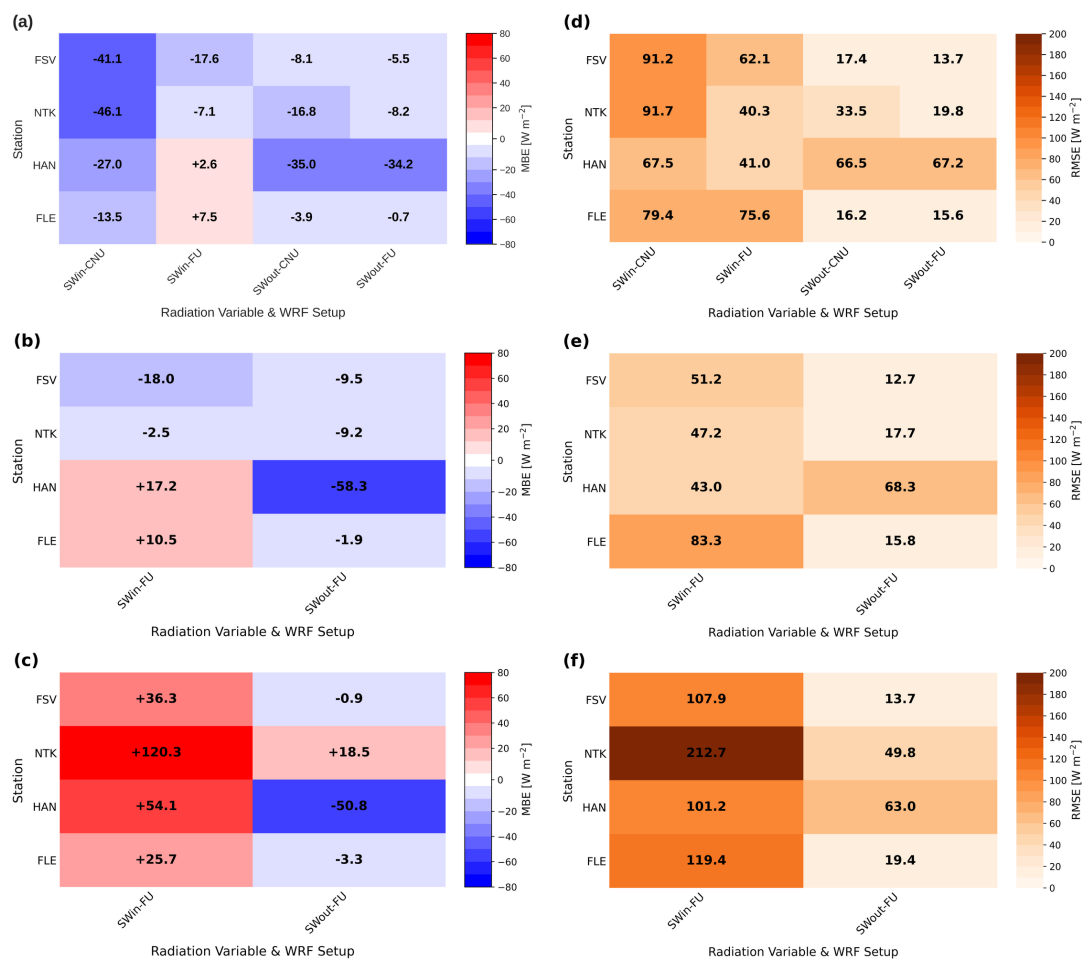 (a)
Station
FSV -41.1 -17.6 -8.1 -5.5
NTK -46.1 -7.1 -16.8 -8.2
HAN -27.0 +2.6 -35.0 -34.2
FLE -13.5 +7.5 -3.9 -0.7
SWin-CNU SWin-FU SWout-CNU SWout-FU
Radiation Variable & WRF Setup
80
60
40
20
0
−20
−40
−60
−80
MBE [W m⁻²]
(d)
Station
FSV 91.2 62.1 17.4 13.7
NTK 91.7 40.3 33.5 19.8
HAN 67.5 41.0 66.5 67.2
FLE 79.4 75.6 16.2 15.6
SWin-CNU SWin-FU SWout-CNU SWout-FU
Radiation Variable & WRF Setup
200
180
160
140
120
100
80
60
40
20
0
RMSE [W m⁻²]
(b)
Station
FSV -18.0 -9.5
NTK -2.5 -9.2
HAN +17.2 -58.3
FLE +10.5 -1.9
SWin-FU SWout-FU
Radiation Variable & WRF Setup
80
60
40
20
0
−20
−40
−60
−80
MBE [W m⁻²]
(e)
Station
FSV 51.2 12.7
NTK 47.2 17.7
HAN 43.0 68.3
FLE 83.3 15.8
SWin-FU SWout-FU
Radiation Variable & WRF Setup
200
180
160
140
120
100
80
60
40
20
0
RMSE [W m⁻²]
(c)
Station
FSV +36.3 -0.9
NTK +120.3 +18.5
HAN +54.1 -50.8
FLE +25.7 -3.3
SWin-FU SWout-FU
Radiation Variable & WRF Setup
80
60
40
20
0
−20
−40
−60
−80
MBE [W m⁻²]
(f)
Station
FSV 107.9 13.7
NTK 212.7 49.8
HAN 101.2 63.0
FLE 119.4 19.4
SWin-FU SWout-FU
Radiation Variable & WRF Setup
200
180
160
140
120
100
80
60
40
20
0
RMSE [W m⁻²]